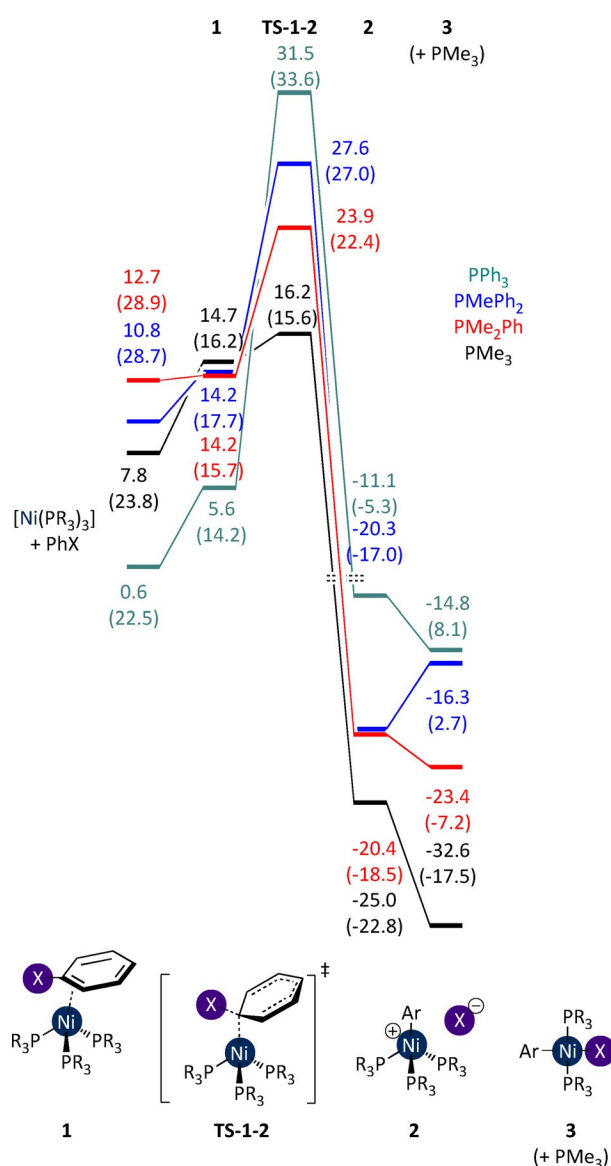 1 TS-1-2 2 3
(+ PMe₃)
31.5
(33.6)
27.6
(27.0)
23.9
(22.4)
16.2
(15.6)
PPh₃
PMePh₂
PMe₂Ph
PMe₃
12.7
(28.9)
10.8
(28.7)
14.7
(16.2)
14.2
(17.7)
14.2
(15.7)
7.8
(23.8)
5.6
(14.2)
[Ni(PR₃)₃]
+ PhX
0.6
(22.5)
-11.1
(-5.3)
-20.3
(-17.0)
-14.8
(8.1)
-16.3
(2.7)
-23.4
(-7.2)
-20.4
(-18.5)
-32.6
(-17.5)
-25.0
(-22.8)
X
Ni
R₃P PR₃
PR₃
1
‡
X
Ni
R₃P PR₃
PR₃
TS-1-2
Ar X ⊖
⊕ Ni
R₃P PR₃
PR₃
2
PR₃
Ar Ni X
PR₃
3
(+ PMe₃)